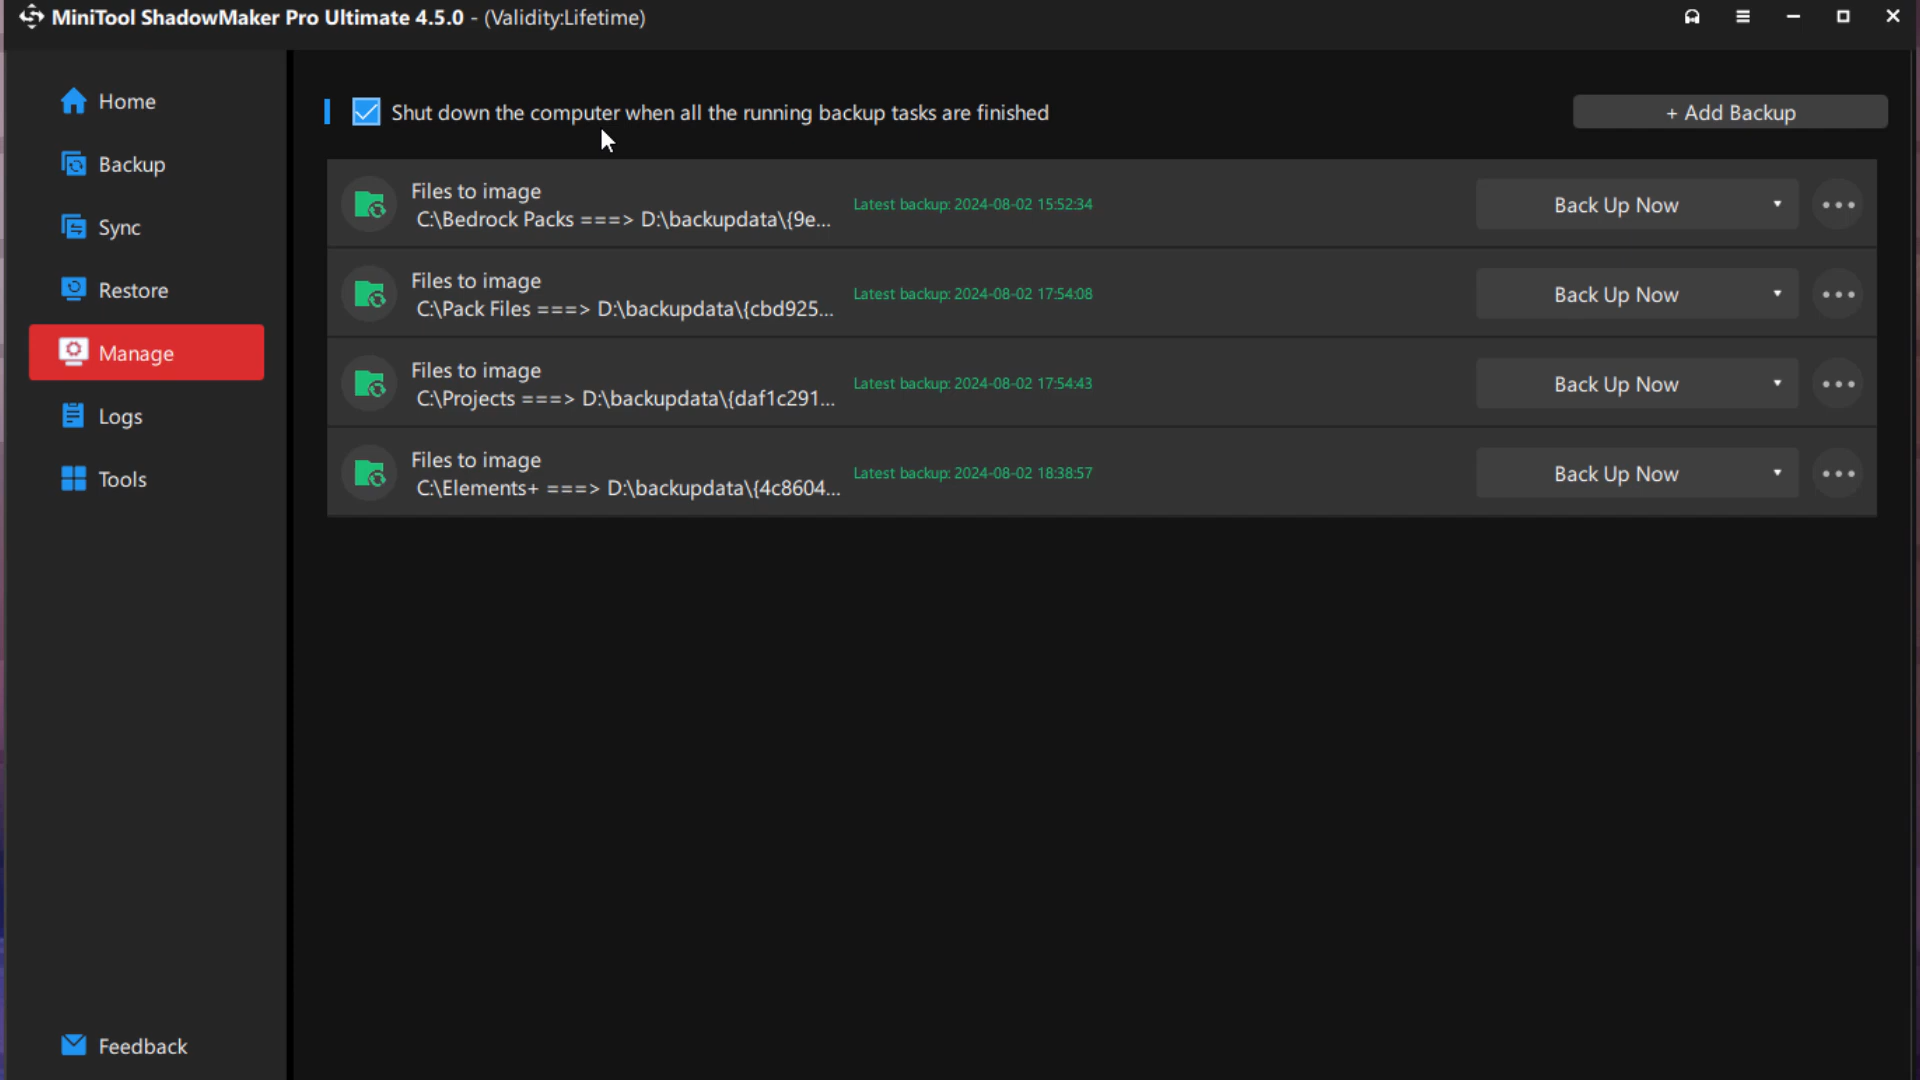 MiniTool ShadowMaker Pro Ultimate 4.5.0 - (Validity:Lifetime)
Home
Backup
Sync
Restore
Manage
Logs
Tools
Feedback
Shut down the computer when all the running backup tasks are finished
+ Add Backup
Files to image
C:\Bedrock Packs ===> D:\backupdata\{9e...
Latest backup: 2024-08-02 15:52:34
Back Up Now
Files to image
C:\Pack Files ===> D:\backupdata\{cbd925...
Latest backup: 2024-08-02 17:54:08
Back Up Now
Files to image
C:\Projects ===> D:\backupdata\{daf1c291...
Latest backup: 2024-08-02 17:54:43
Back Up Now
Files to image
C:\Elements+ ===> D:\backupdata\{4c8604...
Latest backup: 2024-08-02 18:38:57
Back Up Now